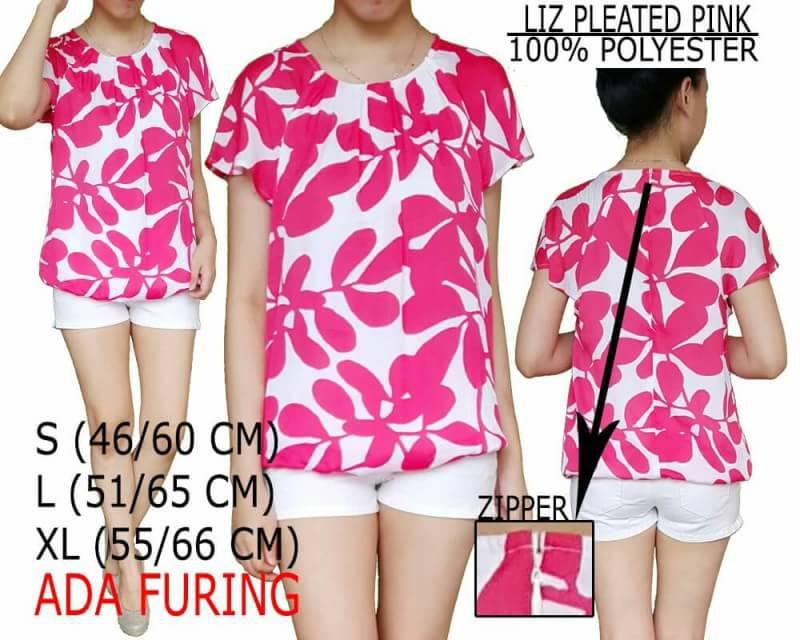 LIZ PLEATED PINK
100% POLYESTER
S (46/60 CM)
L (51/65 CM)
XL (55/66 CM)
ADA FURING
ZIPPER